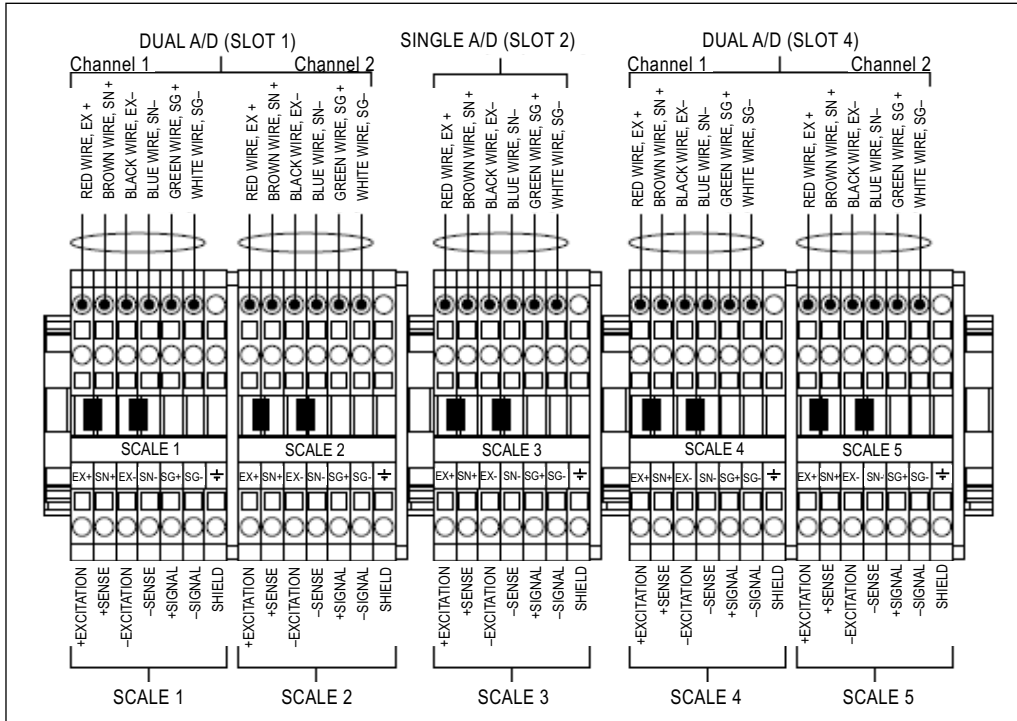 DUAL A/D (SLOT 1)
SINGLE A/D (SLOT 2)
DUAL A/D (SLOT 4)
Channel 1
Channel 2
Channel 1
Channel 2
RED WIRE, EX +
BROWN WIRE, SN +
BLACK WIRE, EX–
BLUE WIRE, SN–
GREEN WIRE, SG +
WHITE WIRE, SG–
RED WIRE, EX +
BROWN WIRE, SN +
BLACK WIRE, EX–
BLUE WIRE, SN–
GREEN WIRE, SG +
WHITE WIRE, SG–
RED WIRE, EX +
BROWN WIRE, SN +
BLACK WIRE, EX–
BLUE WIRE, SN–
GREEN WIRE, SG +
WHITE WIRE, SG–
RED WIRE, EX +
BROWN WIRE, SN +
BLACK WIRE, EX–
BLUE WIRE, SN–
GREEN WIRE, SG +
WHITE WIRE, SG–
RED WIRE, EX +
BROWN WIRE, SN +
BLACK WIRE, EX–
BLUE WIRE, SN–
GREEN WIRE, SG +
WHITE WIRE, SG–
SCALE 1
SCALE 2
SCALE 3
SCALE 4
SCALE 5
EX+ SN+ EX- SN- SG+ SG-
EX+ SN+ EX- SN- SG+ SG-
EX+ SN+ EX- SN- SG+ SG-
EX+ SN+ EX- SN- SG+ SG-
EX+ SN+ EX- SN- SG+ SG-
+EXCITATION
+SENSE
–EXCITATION
–SENSE
+SIGNAL
–SIGNAL
SHIELD
+EXCITATION
+SENSE
–EXCITATION
–SENSE
+SIGNAL
–SIGNAL
SHIELD
+EXCITATION
+SENSE
–EXCITATION
–SENSE
+SIGNAL
–SIGNAL
SHIELD
+EXCITATION
+SENSE
–EXCITATION
–SENSE
+SIGNAL
–SIGNAL
SHIELD
+EXCITATION
+SENSE
–EXCITATION
–SENSE
+SIGNAL
–SIGNAL
SHIELD
SCALE 1
SCALE 2
SCALE 3
SCALE 4
SCALE 5